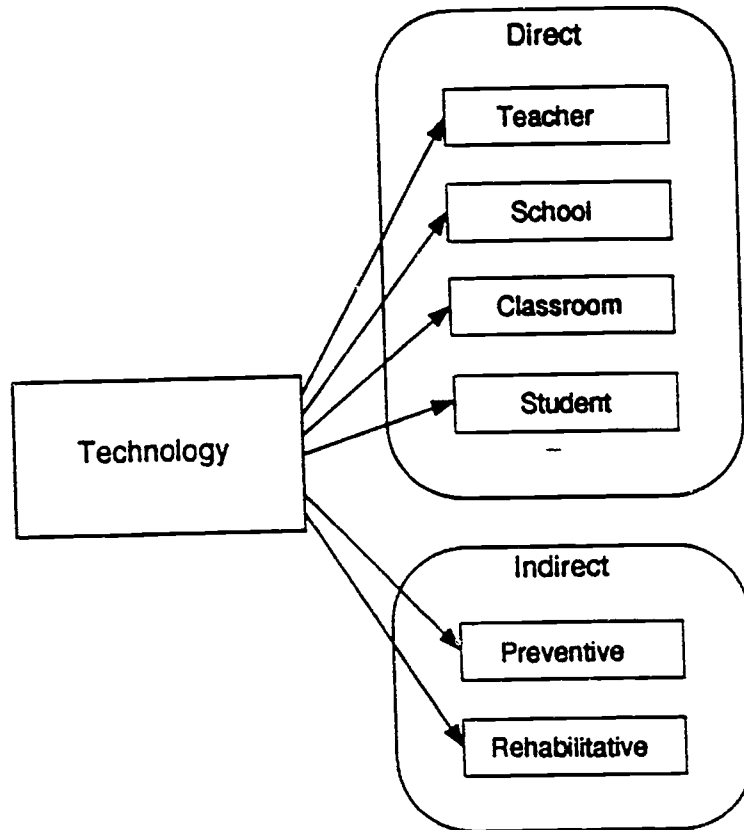 Direct
Teacher
School
Classroom
Student
Technology
Indirect
Preventive
Rehabilitative